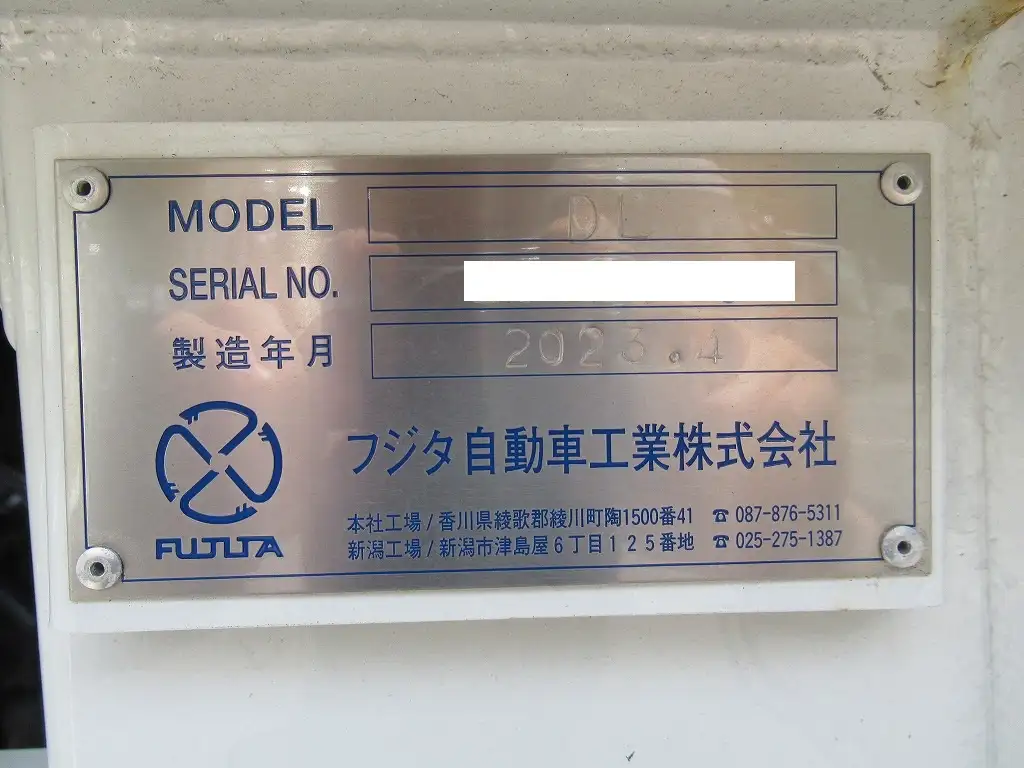 MODEL DL
SERIAL NO.
製造年月 2023.4
フジタ自動車工業株式会社
FUJITA
本社工場/香川県綾歌郡綾川町陶1500番41 ☎ 087-876-5311
新潟工場/新潟市津島屋6丁目125番地 ☎ 025-275-1387